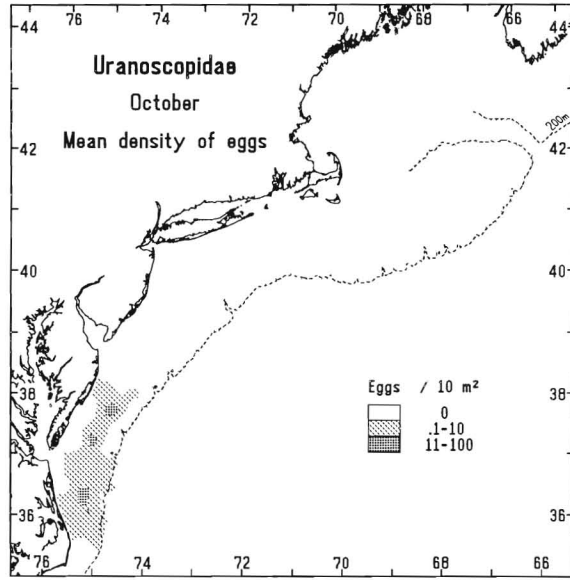 76 74 72 70 68 66
44 44
Uranoscopidae
October
Mean density of eggs
200m
42 42
40 40
38 38
Eggs / 10 m²
0
.1-10
11-100
36 36
76 74 72 70 68 66